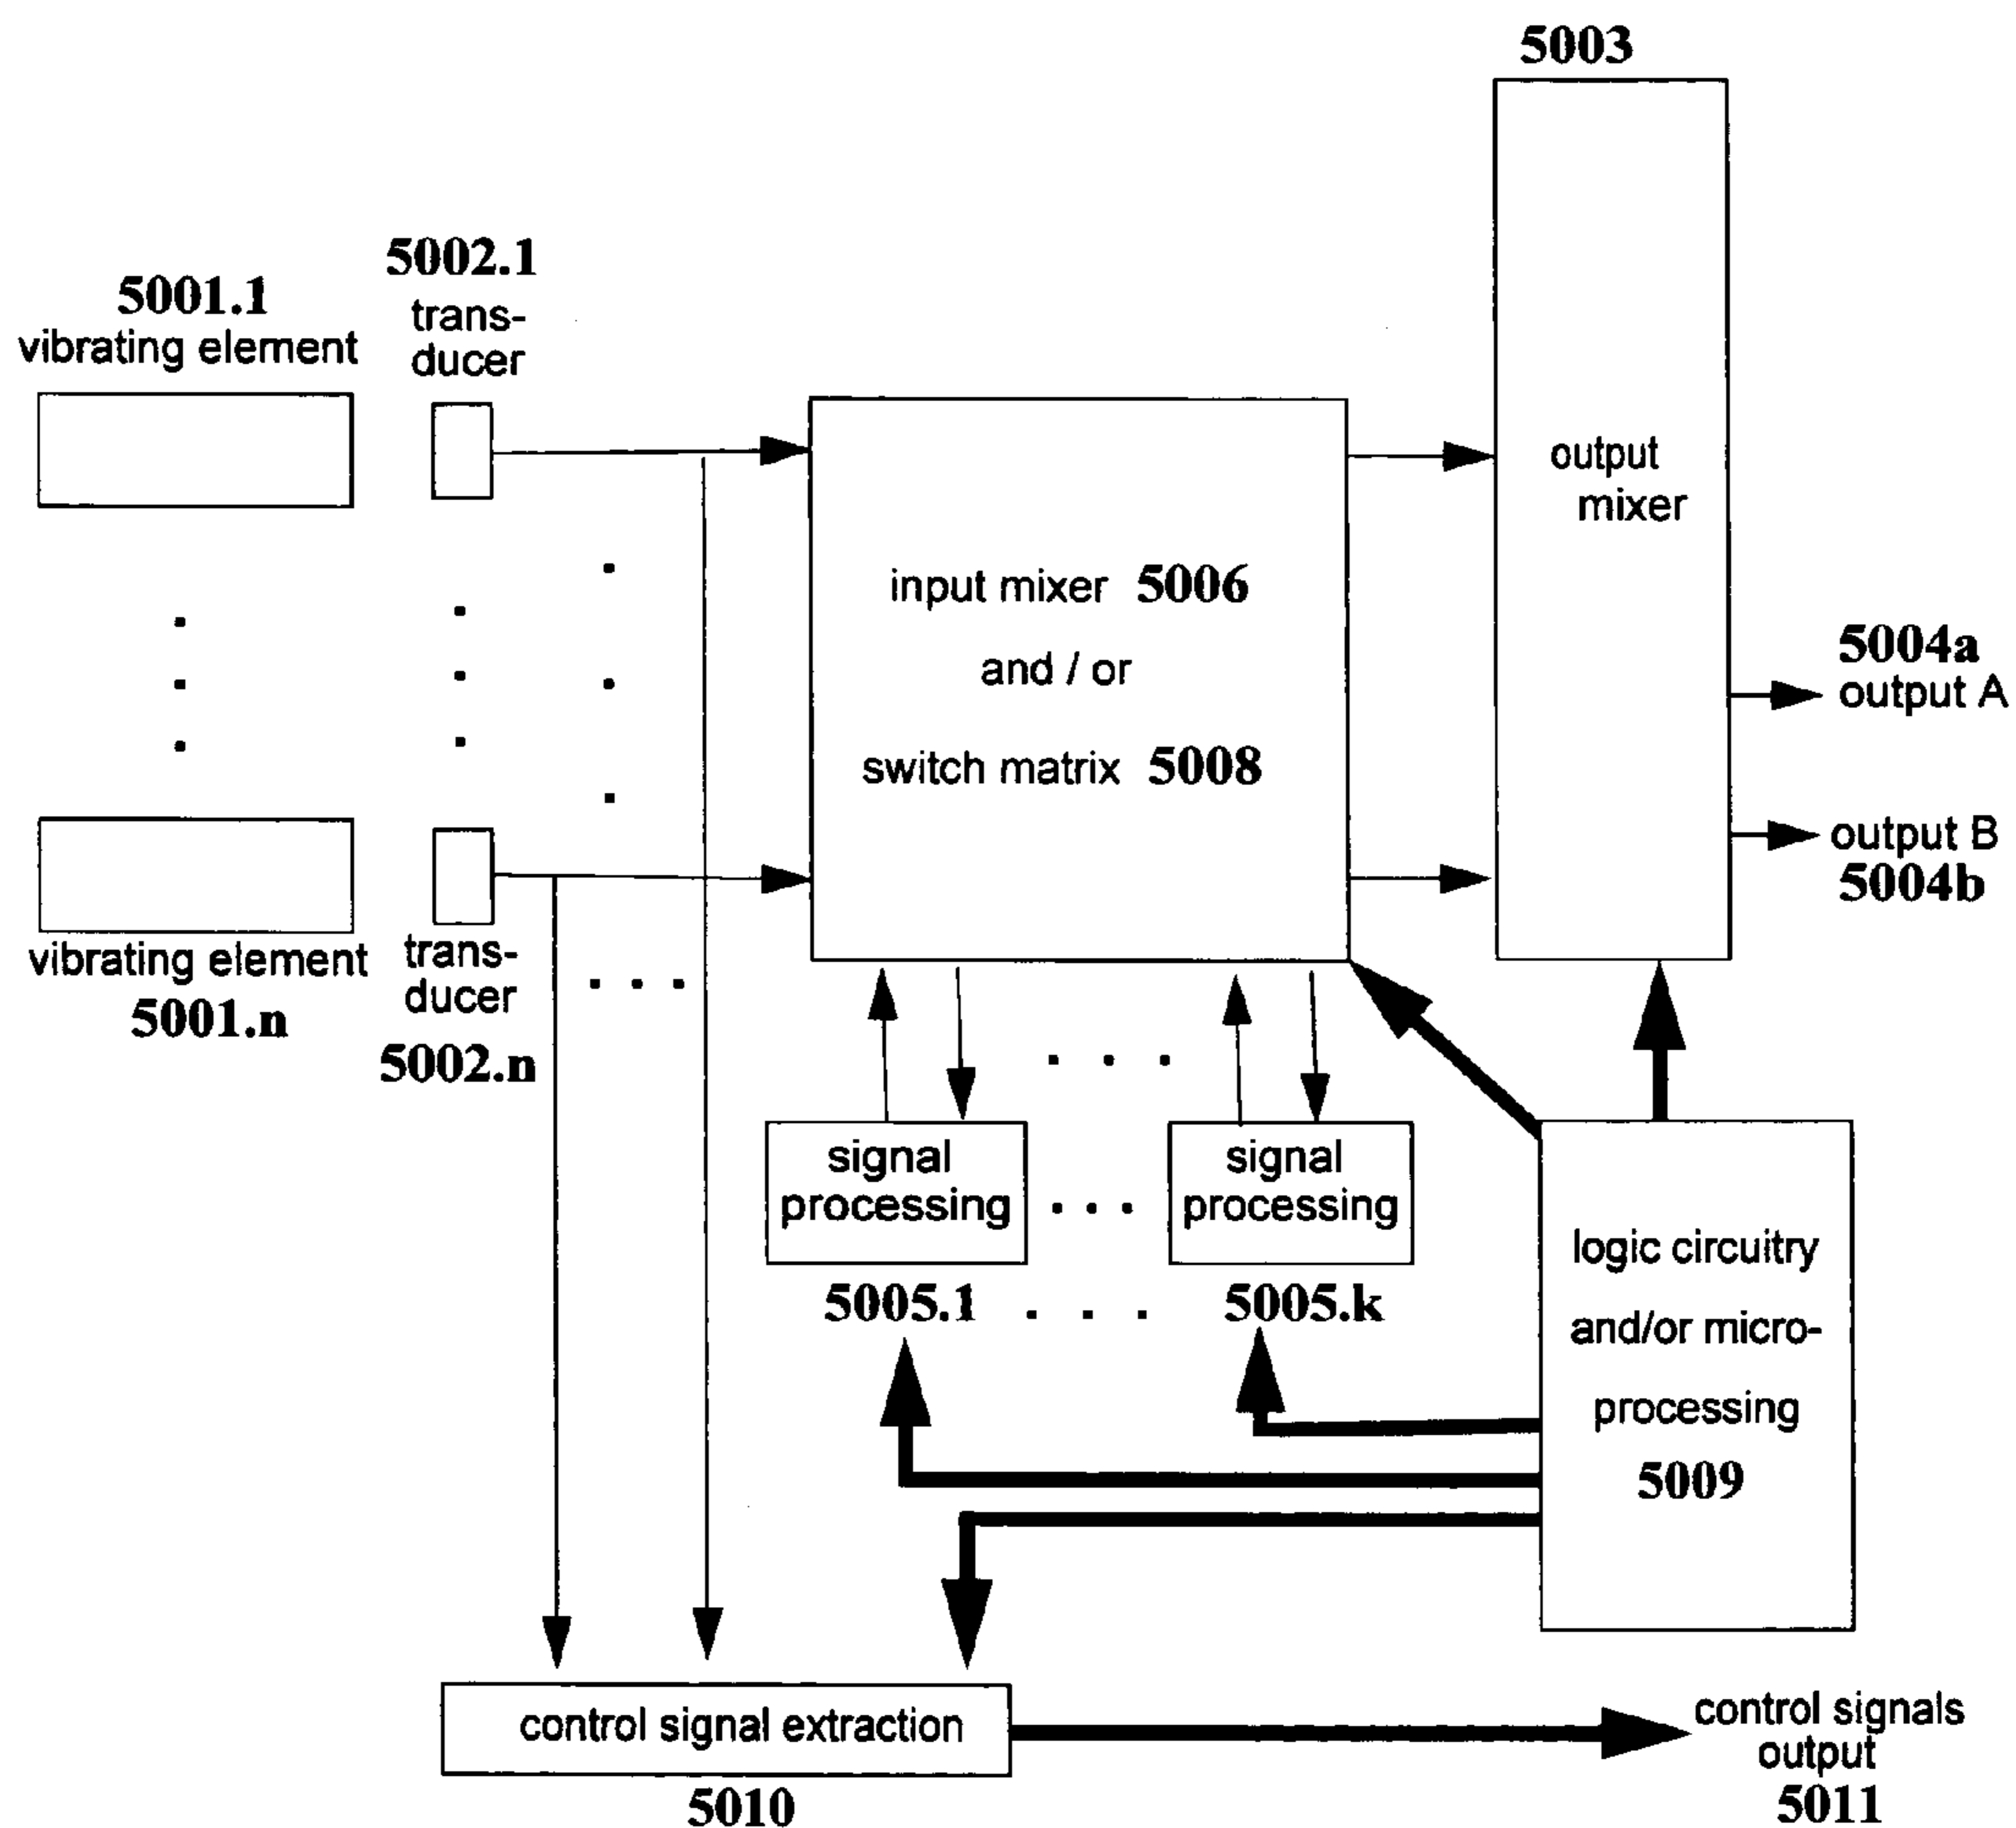 5003
5002.1
trans-
ducer
5001.1
vibrating element
output
mixer
input mixer 5006
and / or
switch matrix 5008
5004a
output A
output B
5004b
vibrating element
5001.n
trans-
ducer
5002.n
signal
processing
signal
processing
5005.1
5005.k
logic circuitry
and/or micro-
processing
5009
control signal extraction
5010
control signals
output
5011